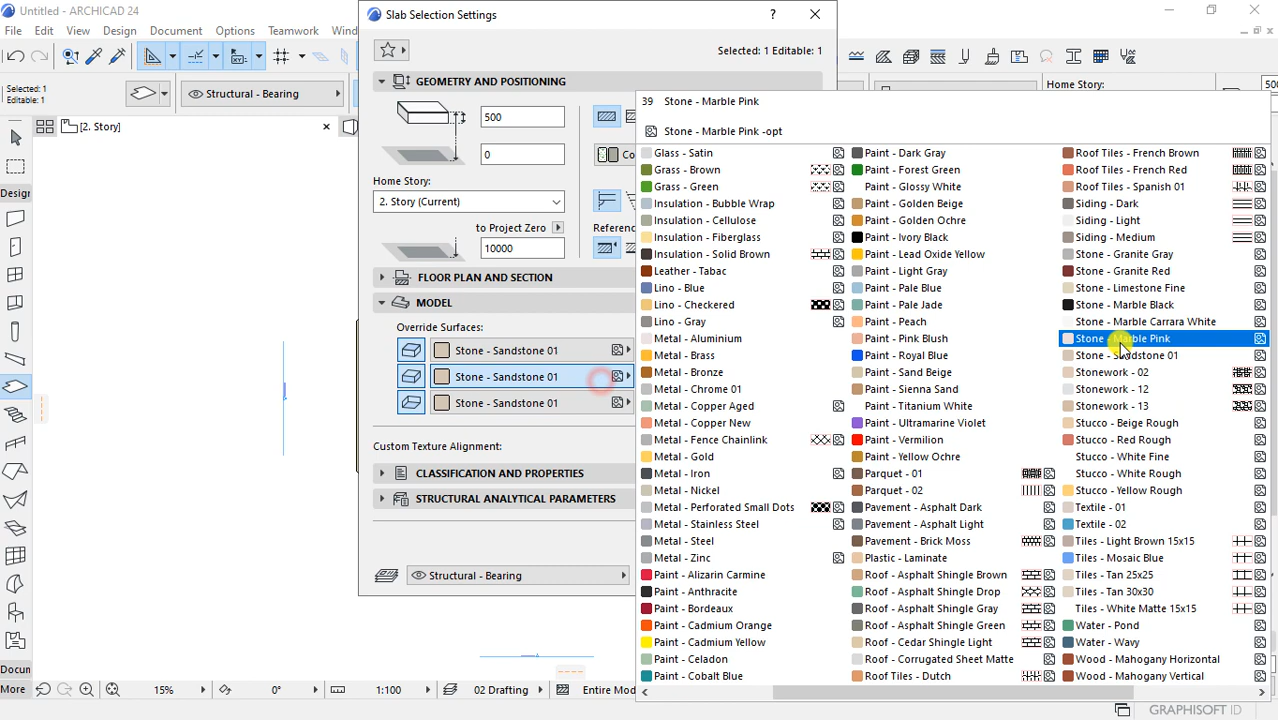 Untitled - ARCHICAD 24
File Edit View Design Document Options Teamwork Wind
Selected: 1
Editable: 1
Structural - Bearing
Home Story:
[2. Story]
Design
Docum
More
Slab Selection Settings
?
Selected: 1 Editable: 1
GEOMETRY AND POSITIONING
500
0
Co
Home Story:
2. Story (Current)
to Project Zero
Referenc
10000
FLOOR PLAN AND SECTION
MODEL
Override Surfaces:
Stone - Sandstone 01
Stone - Sandstone 01
Stone - Sandstone 01
Custom Texture Alignment:
CLASSIFICATION AND PROPERTIES
STRUCTURAL ANALYTICAL PARAMETERS
Structural - Bearing
39 Stone - Marble Pink
Stone - Marble Pink -opt
Glass - Satin
Grass - Brown
Grass - Green
Insulation - Bubble Wrap
Insulation - Cellulose
Insulation - Fiberglass
Insulation - Solid Brown
Leather - Tabac
Lino - Blue
Lino - Checkered
Lino - Gray
Metal - Aluminium
Metal - Brass
Metal - Bronze
Metal - Chrome 01
Metal - Copper Aged
Metal - Copper New
Metal - Fence Chainlink
Metal - Gold
Metal - Iron
Metal - Nickel
Metal - Perforated Small Dots
Metal - Stainless Steel
Metal - Steel
Metal - Zinc
Paint - Alizarin Carmine
Paint - Anthracite
Paint - Bordeaux
Paint - Cadmium Orange
Paint - Cadmium Yellow
Paint - Celadon
Paint - Cobalt Blue
Paint - Dark Gray
Paint - Forest Green
Paint - Glossy White
Paint - Golden Beige
Paint - Golden Ochre
Paint - Ivory Black
Paint - Lead Oxide Yellow
Paint - Light Gray
Paint - Pale Blue
Paint - Pale Jade
Paint - Peach
Paint - Pink Blush
Paint - Royal Blue
Paint - Sand Beige
Paint - Sienna Sand
Paint - Titanium White
Paint - Ultramarine Violet
Paint - Vermilion
Paint - Yellow Ochre
Parquet - 01
Parquet - 02
Pavement - Asphalt Dark
Pavement - Asphalt Light
Pavement - Brick Moss
Plastic - Laminate
Roof - Asphalt Shingle Brown
Roof - Asphalt Shingle Drop
Roof - Asphalt Shingle Gray
Roof - Asphalt Shingle Green
Roof - Cedar Shingle Light
Roof - Corrugated Sheet Matte
Roof Tiles - Dutch
Roof Tiles - French Brown
Roof Tiles - French Red
Roof Tiles - Spanish 01
Siding - Dark
Siding - Light
Siding - Medium
Stone - Granite Gray
Stone - Granite Red
Stone - Limestone Fine
Stone - Marble Black
Stone - Marble Carrara White
Stone - Marble Pink
Stone - Sandstone 01
Stonework - 02
Stonework - 12
Stonework - 13
Stucco - Beige Rough
Stucco - Red Rough
Stucco - White Fine
Stucco - White Rough
Stucco - Yellow Rough
Textile - 01
Textile - 02
Tiles - Light Brown 15x15
Tiles - Mosaic Blue
Tiles - Tan 25x25
Tiles - Tan 30x30
Tiles - White Matte 15x15
Water - Pond
Water - Wavy
Wood - Mahogany Horizontal
Wood - Mahogany Vertical
15% 0° 1:100 02 Drafting Entire Mod
GRAPHISOFT ID